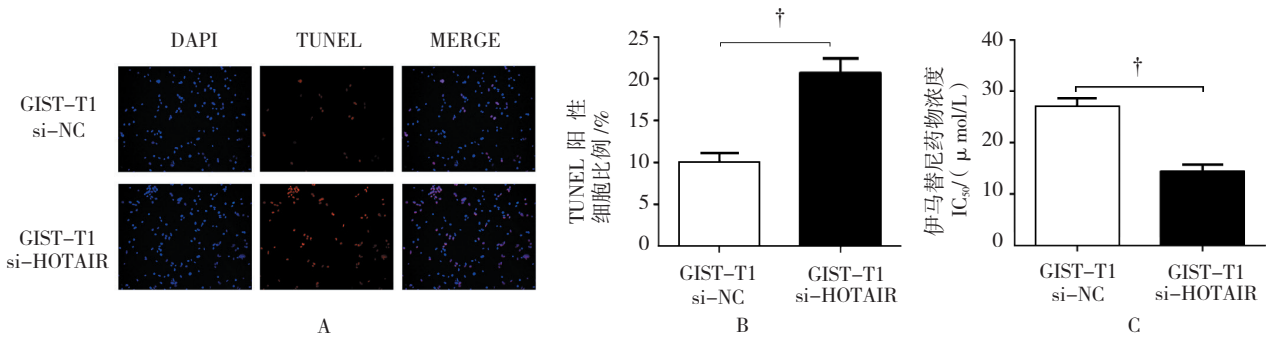 DAPI TUNEL MERGE
GIST-T1
si-NC
GIST-T1
si-HOTAIR
A
TUNEL 阳 性
细胞比例/%
25
20
15
10
5
0
†
GIST-T1
si-NC
GIST-T1
si-HOTAIR
B
伊马替尼药物浓度
IC₅₀/( μ mol/L)
40
30
20
10
0
†
GIST-T1
si-NC
GIST-T1
si-HOTAIR
C